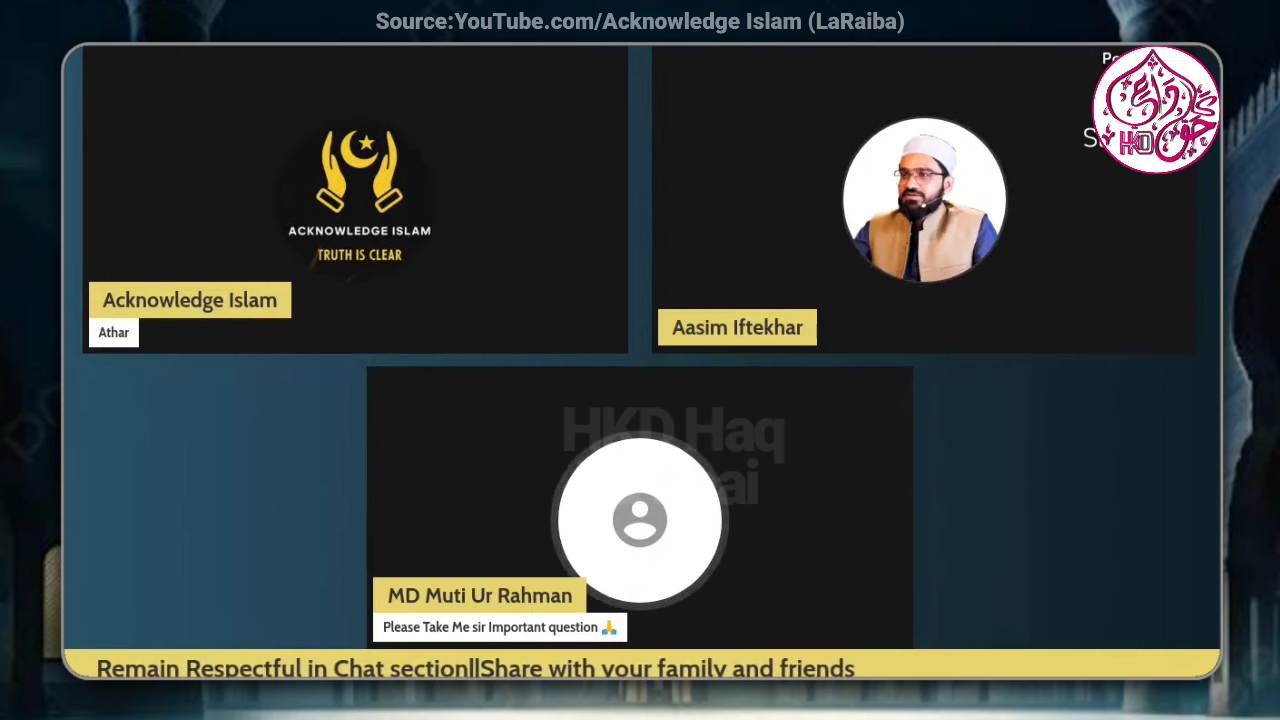 Source:YouTube.com/Acknowledge Islam (LaRaiba)
HKD
ACKNOWLEDGE ISLAM
TRUTH IS CLEAR
Acknowledge Islam
Athar
Aasim Iftekhar
HKD Haq
MD Muti Ur Rahman
Please Take Me sir Important question 🙏
Remain Respectful in Chat section||Share with your family and friends